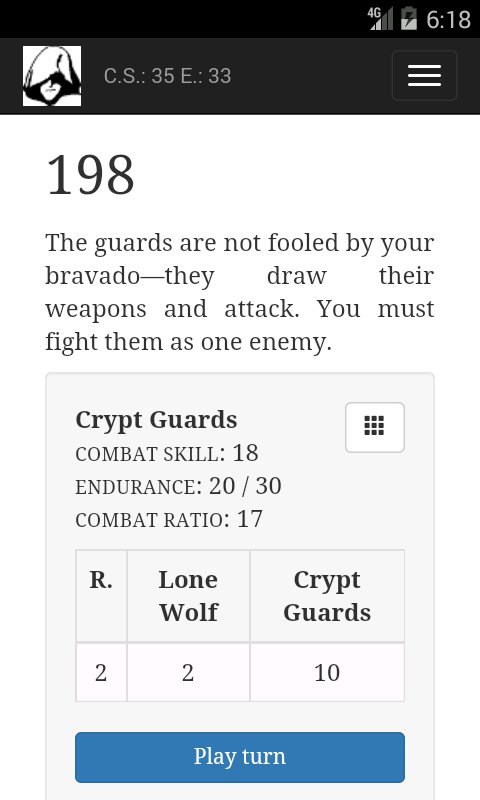 4G 6:18
C.S.: 35 E.: 33
198
The guards are not fooled by your
bravado—they draw their
weapons and attack. You must
fight them as one enemy.
Crypt Guards
COMBAT SKILL: 18
ENDURANCE: 20 / 30
COMBAT RATIO: 17
R. Lone Wolf Crypt Guards
2 2 10
Play turn